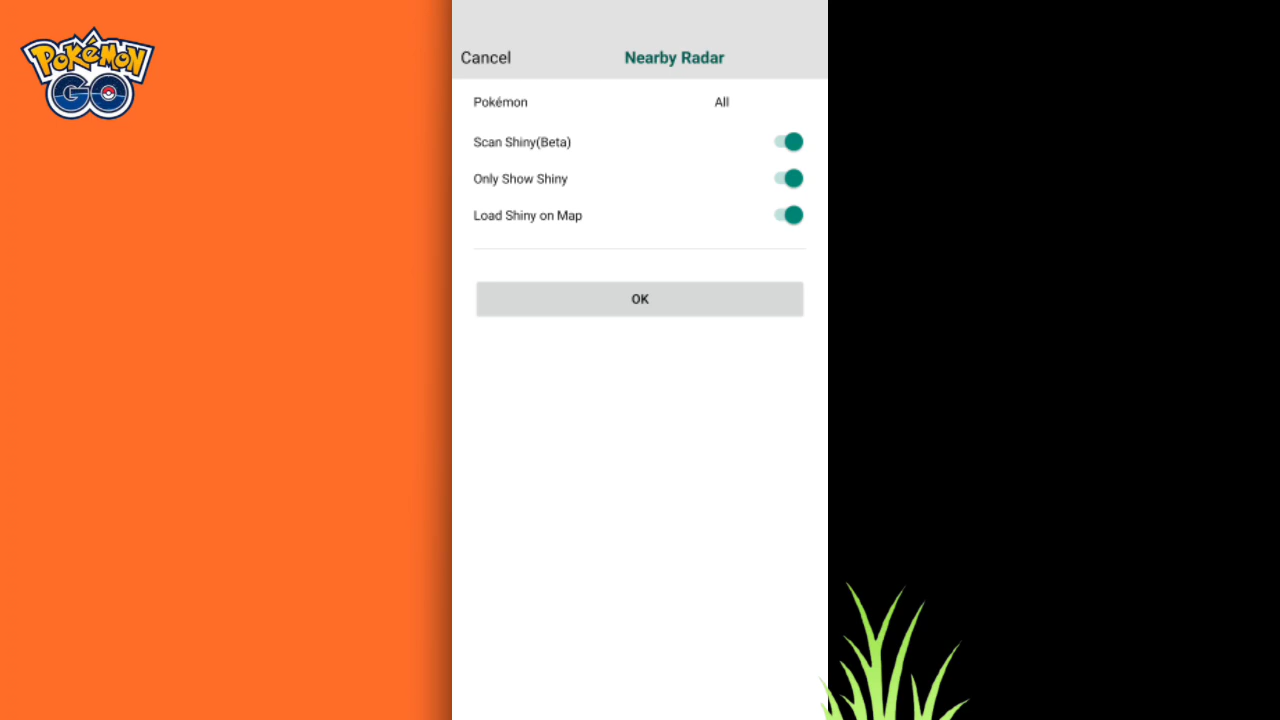 POKéMON
GO
Cancel Nearby Radar
Pokémon All
Scan Shiny(Beta)
Only Show Shiny
Load Shiny on Map
OK